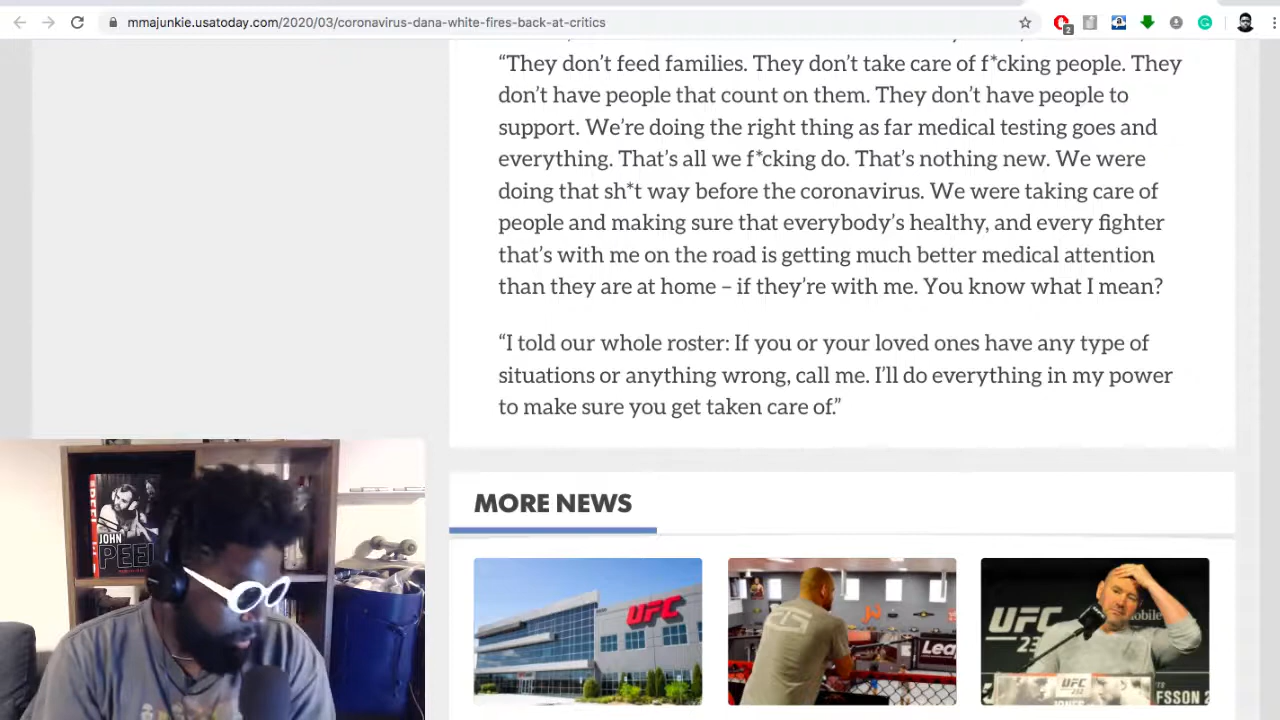 mmajunkie.usatoday.com/2020/03/coronavirus-dana-white-fires-back-at-critics
2
“They don’t feed families. They don’t take care of f*cking people. They
don’t have people that count on them. They don’t have people to
support. We’re doing the right thing as far medical testing goes and
everything. That’s all we f*cking do. That’s nothing new. We were
doing that sh*t way before the coronavirus. We were taking care of
people and making sure that everybody’s healthy, and every fighter
that’s with me on the road is getting much better medical attention
than they are at home – if they’re with me. You know what I mean?
“I told our whole roster: If you or your loved ones have any type of
situations or anything wrong, call me. I’ll do everything in my power
to make sure you get taken care of.”
JOHN
PEEL
MORE NEWS
UFC
UFC
23
UFC